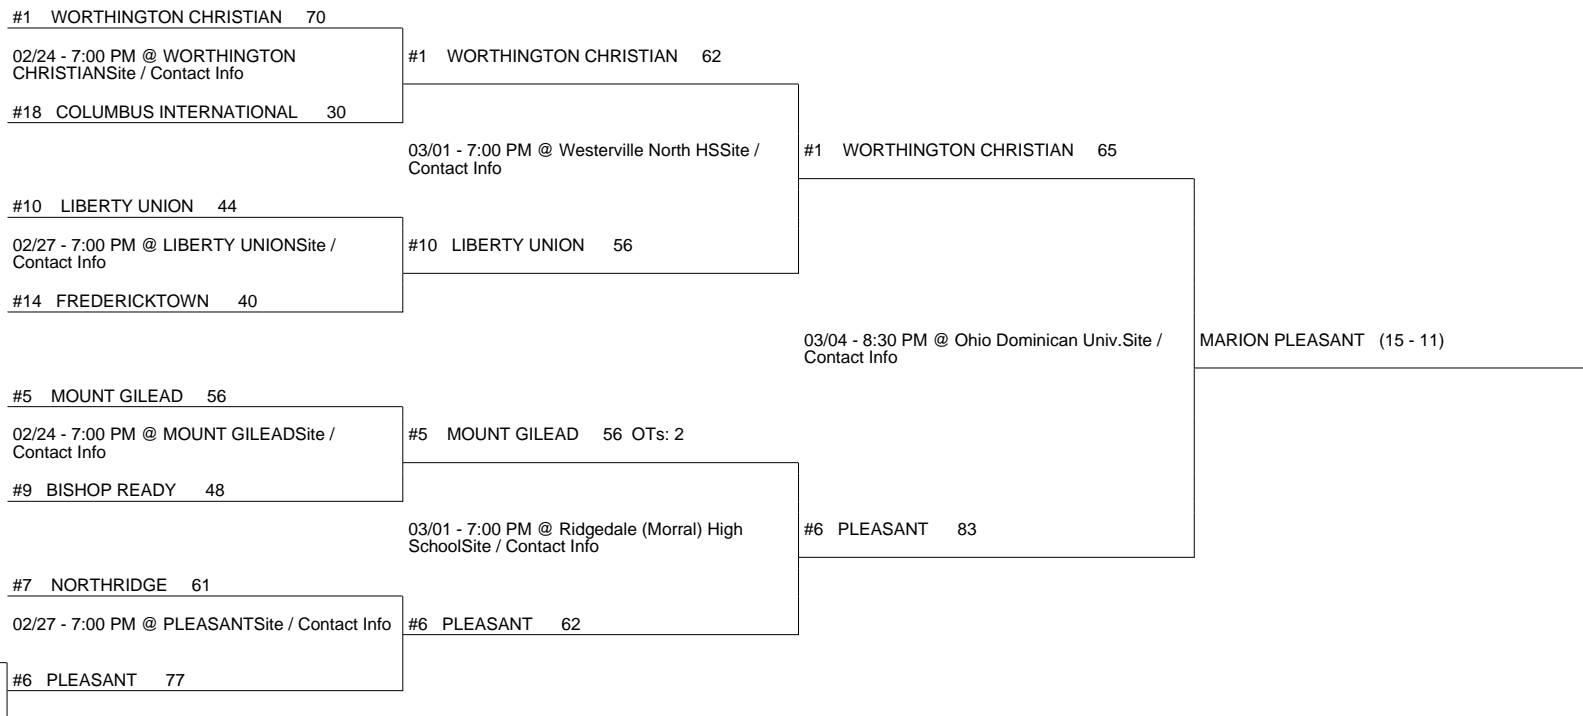 #1 WORTHINGTON CHRISTIAN 70
02/24 - 7:00 PM @ WORTHINGTON
CHRISTIANSite / Contact Info
#18 COLUMBUS INTERNATIONAL 30
#10 LIBERTY UNION 44
02/27 - 7:00 PM @ LIBERTY UNIONSite /
Contact Info
#14 FREDERICKTOWN 40
#5 MOUNT GILEAD 56
02/24 - 7:00 PM @ MOUNT GILEADSite /
Contact Info
#9 BISHOP READY 48
#7 NORTHRIDGE 61
02/27 - 7:00 PM @ PLEASANTSite / Contact Info
#6 PLEASANT 77
#1 WORTHINGTON CHRISTIAN 62
03/01 - 7:00 PM @ Westerville North HSSite /
Contact Info
#10 LIBERTY UNION 56
#5 MOUNT GILEAD 56 OTs: 2
03/01 - 7:00 PM @ Ridgedale (Morral) High
SchoolSite / Contact Info
#6 PLEASANT 62
#1 WORTHINGTON CHRISTIAN 65
03/04 - 8:30 PM @ Ohio Dominican Univ.Site /
Contact Info
#6 PLEASANT 83
MARION PLEASANT (15 - 11)